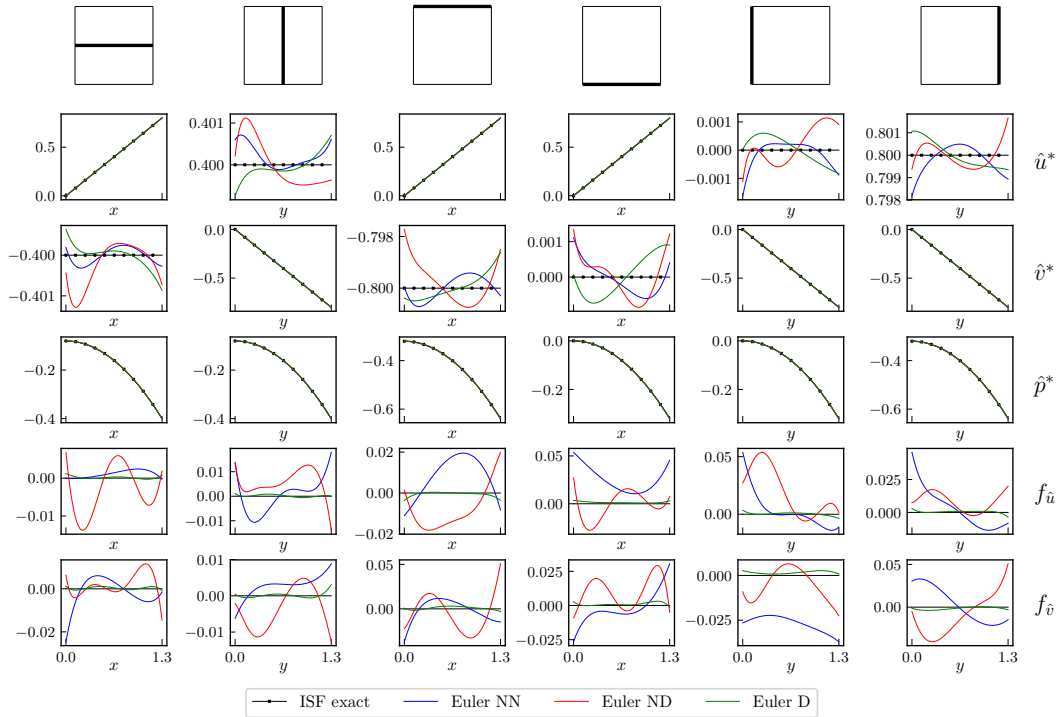 0.5
0.0
x
0.401
0.400
y
0.5
0.0
x
0.5
0.0
x
0.001
0.000
−0.001
y
0.801
0.800
0.799
0.798
y
û*
−0.400
−0.401
x
0.0
−0.5
y
−0.798
−0.800
x
0.001
0.000
x
0.0
−0.5
y
0.0
−0.5
y
v̂*
−0.2
−0.4
x
−0.2
−0.4
y
−0.4
−0.6
x
0.0
−0.2
x
0.0
−0.2
y
−0.4
−0.6
y
p̂*
0.00
−0.01
x
0.01
0.00
−0.01
y
0.02
0.00
−0.02
x
0.05
0.00
x
0.05
0.00
y
0.025
0.000
y
f_û
0.00
−0.02
0.0
1.3
x
0.01
0.00
−0.01
0.0
1.3
y
0.05
0.00
0.0
1.3
x
0.025
0.000
−0.025
0.0
1.3
x
0.000
−0.025
0.0
1.3
y
0.05
0.00
0.0
1.3
y
f_v̂
ISF exact
Euler NN
Euler ND
Euler D